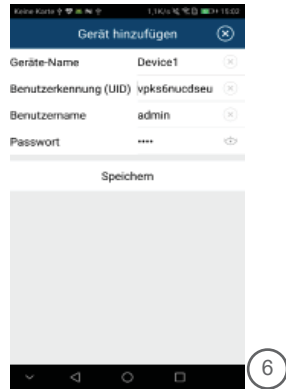 Keine Karte 1,1K/s 15:02
Gerät hinzufügen
Geräte-Name Device1
Benutzerkennung (UID) vpks6nucdseu
Benutzername admin
Passwort ••••
Speichern
6